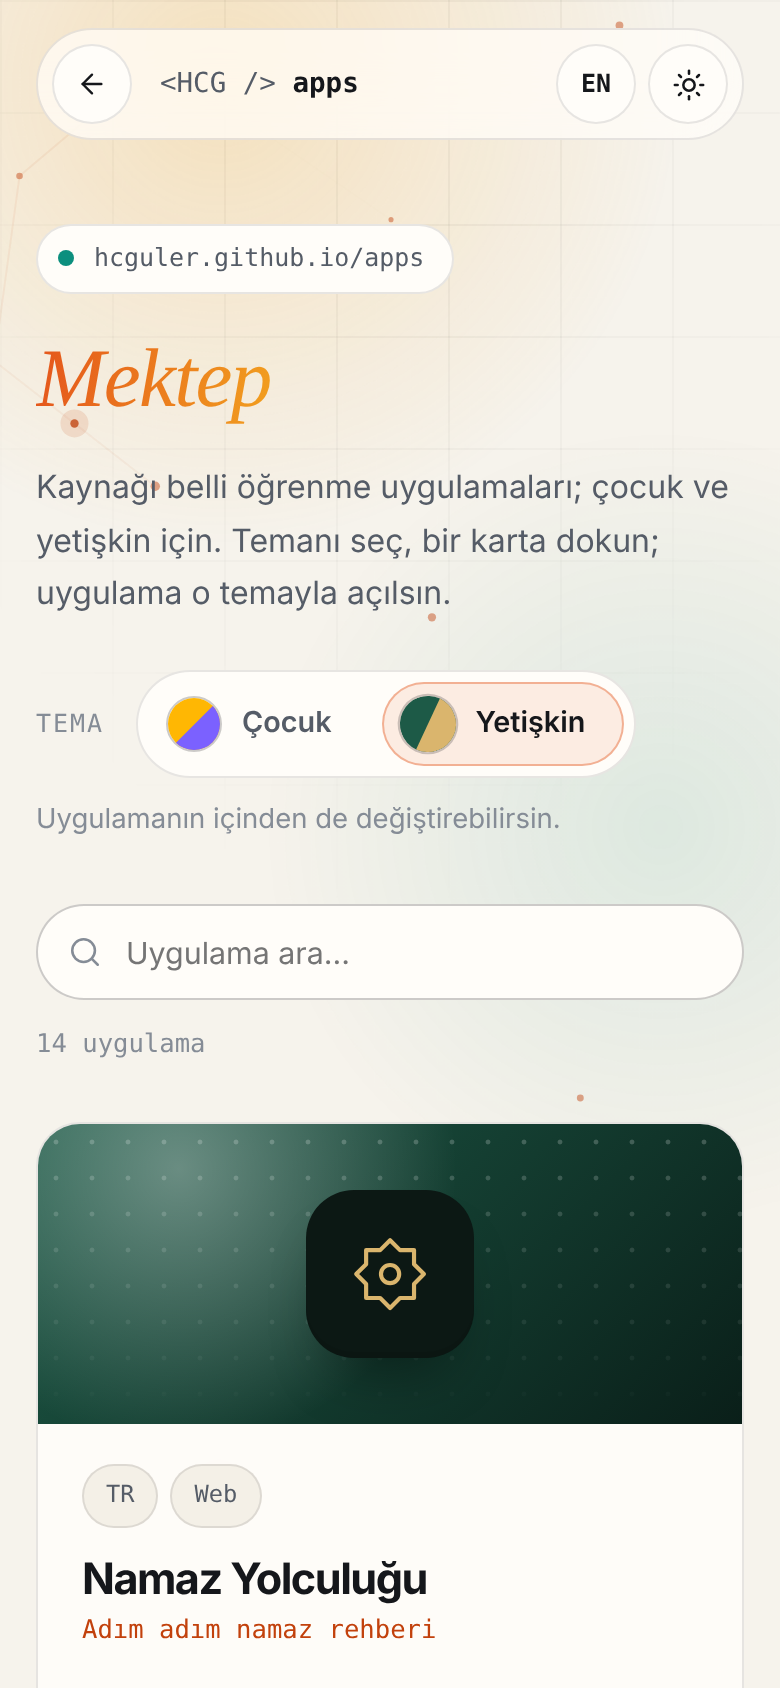 <HCG /> apps
EN
hcguler.github.io/apps
Mektep
Kaynağı belli öğrenme uygulamaları; çocuk ve
yetişkin için. Temanı seç, bir karta dokun;
uygulama o temayla açılsın.
TEMA
Çocuk
Yetişkin
Uygulamanın içinden de değiştirebilirsin.
Uygulama ara...
14 uygulama
TR
Web
Namaz Yolculuğu
Adım adım namaz rehberi